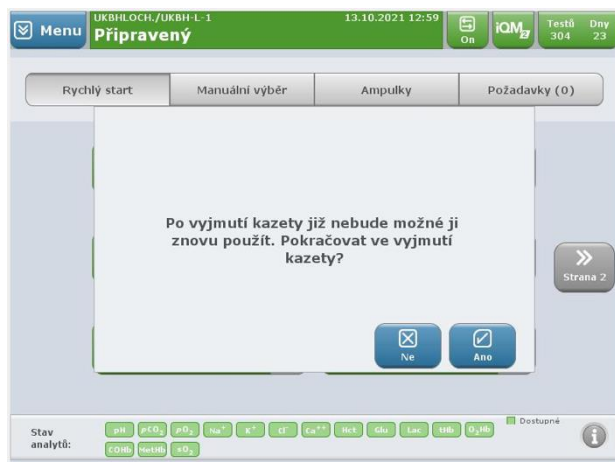 Menu
UKBHLOCH./UKBH-L-1
13.10.2021 12:59
Připravený
On
iQM2
Testů Dny
304 23
Rychlý start
Manuální výběr
Ampulky
Požadavky (0)
Po vyjmutí kazety již nebude možné ji
znovu použít. Pokračovat ve vyjmutí
kazety?
Strana 2
Ne
Ano
Stav
analytů:
pH pCO₂ pO₂ Na⁺ K⁺ Cl⁻ Ca⁺⁺ Hct Glu Lac tHb O₂Hb
Dostupné
COHb MetHb sO₂